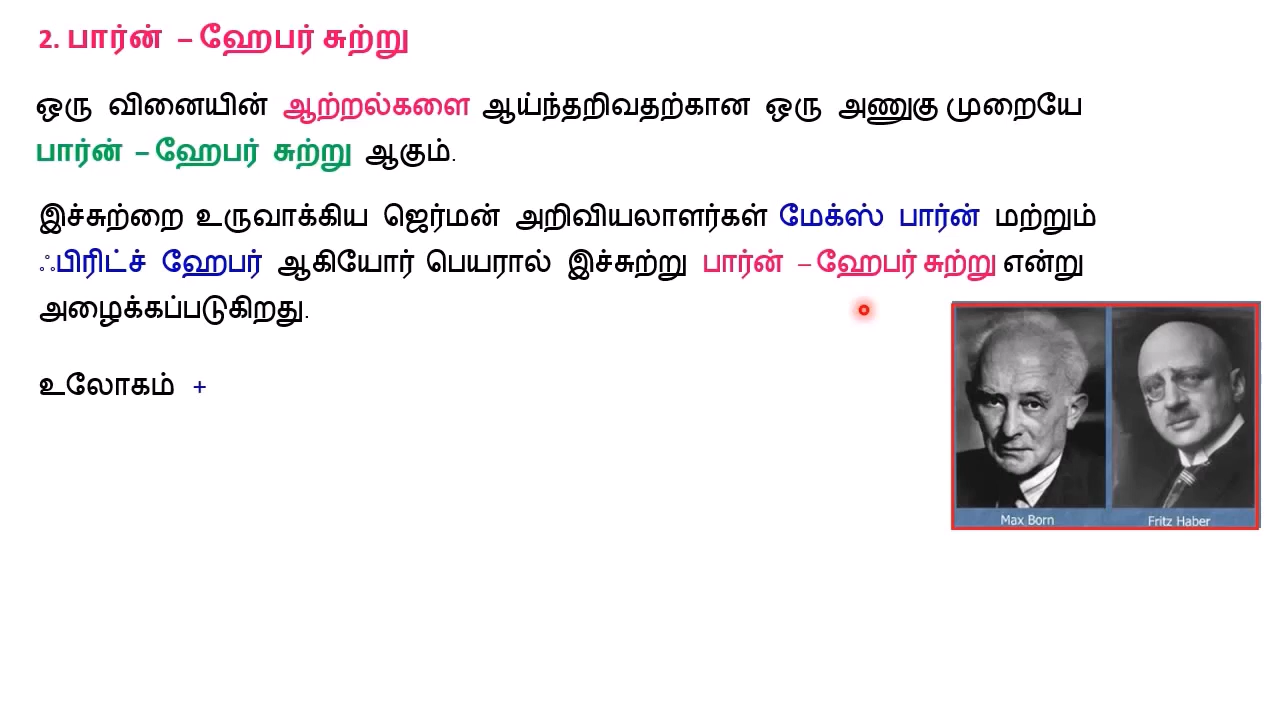 2. பார்ன் – ஹேபர் சுற்று
ஒரு வினையின் ஆற்றல்களை ஆய்ந்தறிவதற்கான ஒரு அணுகு முறையே
பார்ன் – ஹேபர் சுற்று ஆகும்.
இச்சுற்றை உருவாக்கிய ஜெர்மன் அறிவியலாளர்கள் மேக்ஸ் பார்ன் மற்றும்
ஃபிரிட்ச் ஹேபர் ஆகியோர் பெயரால் இச்சுற்று பார்ன் – ஹேபர் சுற்று என்று
அழைக்கப்படுகிறது.
உலோகம் +
Max Born Fritz Haber